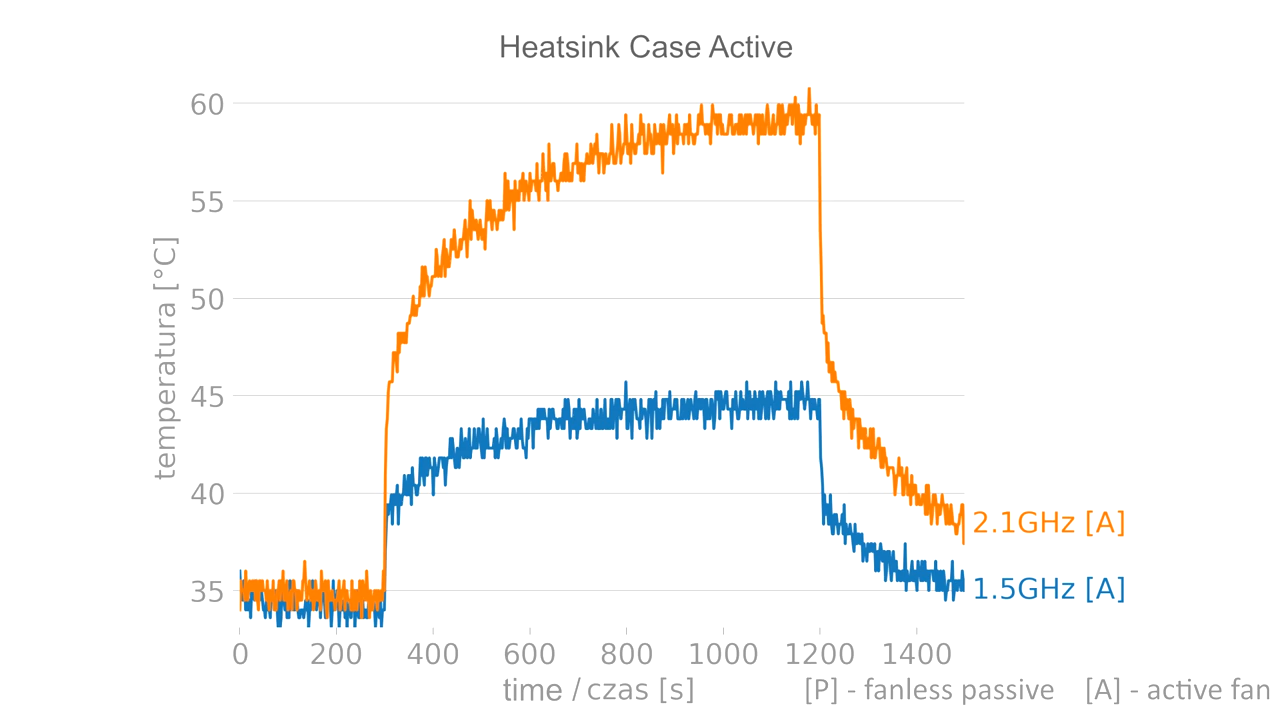 Heatsink Case Active
60
55
50
45
40
35
temperatura [°C]
2.1GHz [A]
1.5GHz [A]
0 200 400 600 800 1000 1200 1400
time / czas [s]
[P] - fanless passive [A] - active fan